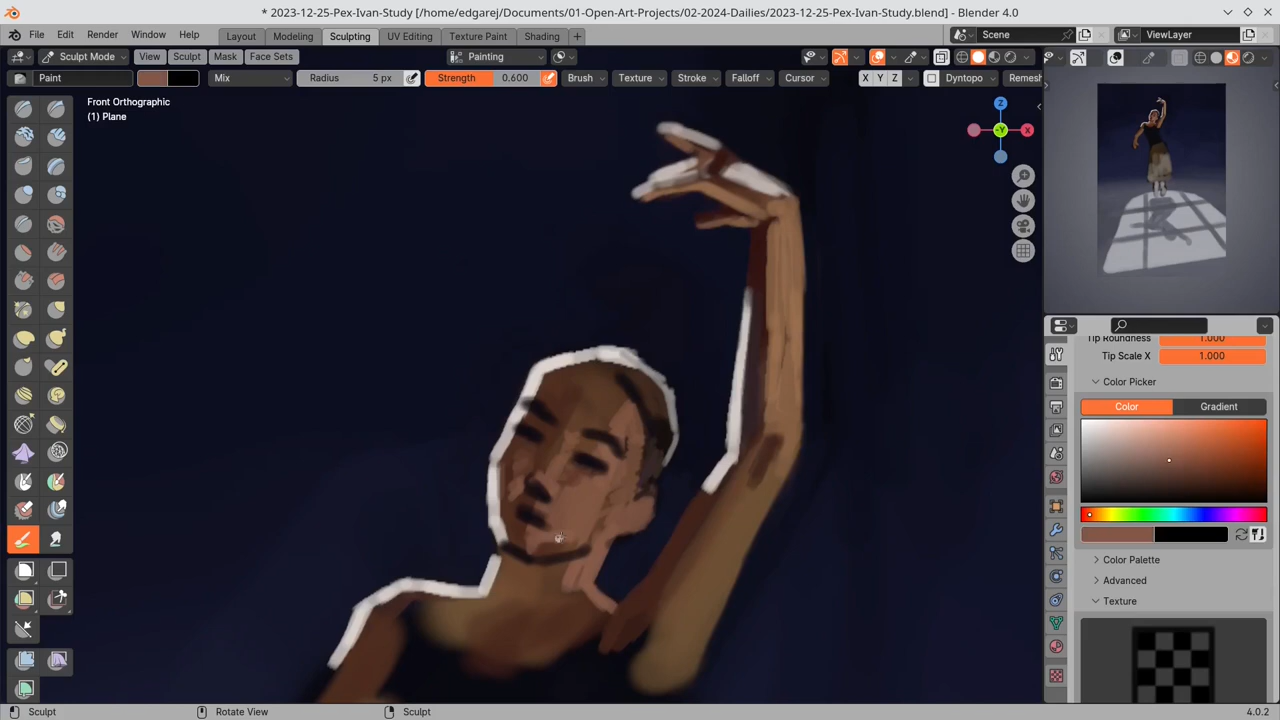 * 2023-12-25-Pex-Ivan-Study [/home/edgarej/Documents/01-Open-Art-Projects/02-2024-Dailies/2023-12-25-Pex-Ivan-Study.blend] - Blender 4.0
File Edit Render Window Help Layout Modeling Sculpting UV Editing Texture Paint Shading Scene ViewLayer
Sculpt Mode View Sculpt Mask Face Sets Painting
Paint Mix Radius 5 px Strength 0.600 Brush Texture Stroke Falloff Cursor X Y Z Dyntopo Remesh
Front Orthographic
(1) Plane
Z
-Y X
Tip Roundness 1.000
Tip Scale X 1.000
Color Picker
Color Gradient
Color Palette
Advanced
Texture
Sculpt Rotate View Sculpt 4.0.2